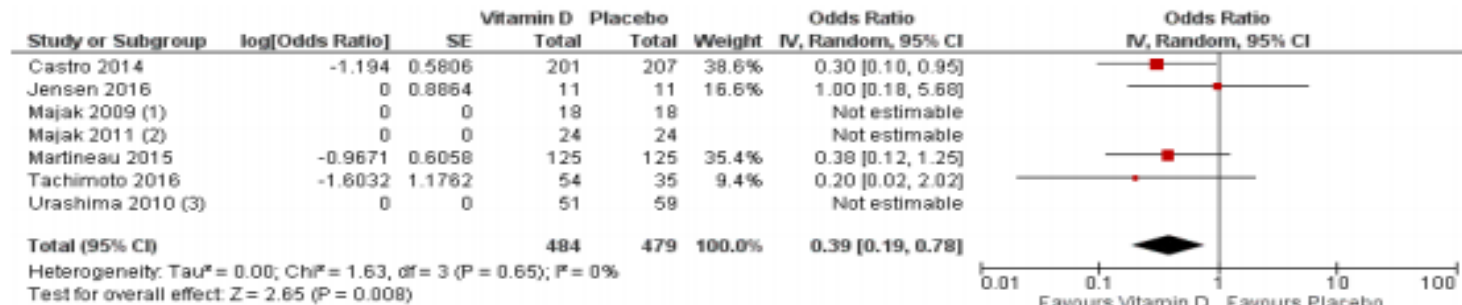 Vitamin D Placebo Odds Ratio Odds Ratio
Study or Subgroup log[Odds Ratio] SE Total Total Weight IV, Random, 95% CI IV, Random, 95% CI
Castro 2014 -1.194 0.5806 201 207 38.6% 0.30 [0.10, 0.95]
Jensen 2016 0 0.8864 11 11 16.6% 1.00 [0.18, 5.68]
Majak 2009 (1) 0 0 18 18 Not estimable
Majak 2011 (2) 0 0 24 24 Not estimable
Martineau 2015 -0.9671 0.6058 125 125 35.4% 0.38 [0.12, 1.25]
Tachimoto 2016 -1.6032 1.1762 54 35 9.4% 0.20 [0.02, 2.02]
Urashima 2010 (3) 0 0 51 59 Not estimable
Total (95% CI) 484 479 100.0% 0.39 [0.19, 0.78]
Heterogeneity: Tau² = 0.00; Chi² = 1.63, df = 3 (P = 0.65); I² = 0%
Test for overall effect: Z = 2.65 (P = 0.008)
0.01 0.1 1 10 100
Favours Vitamin D Favours Placebo